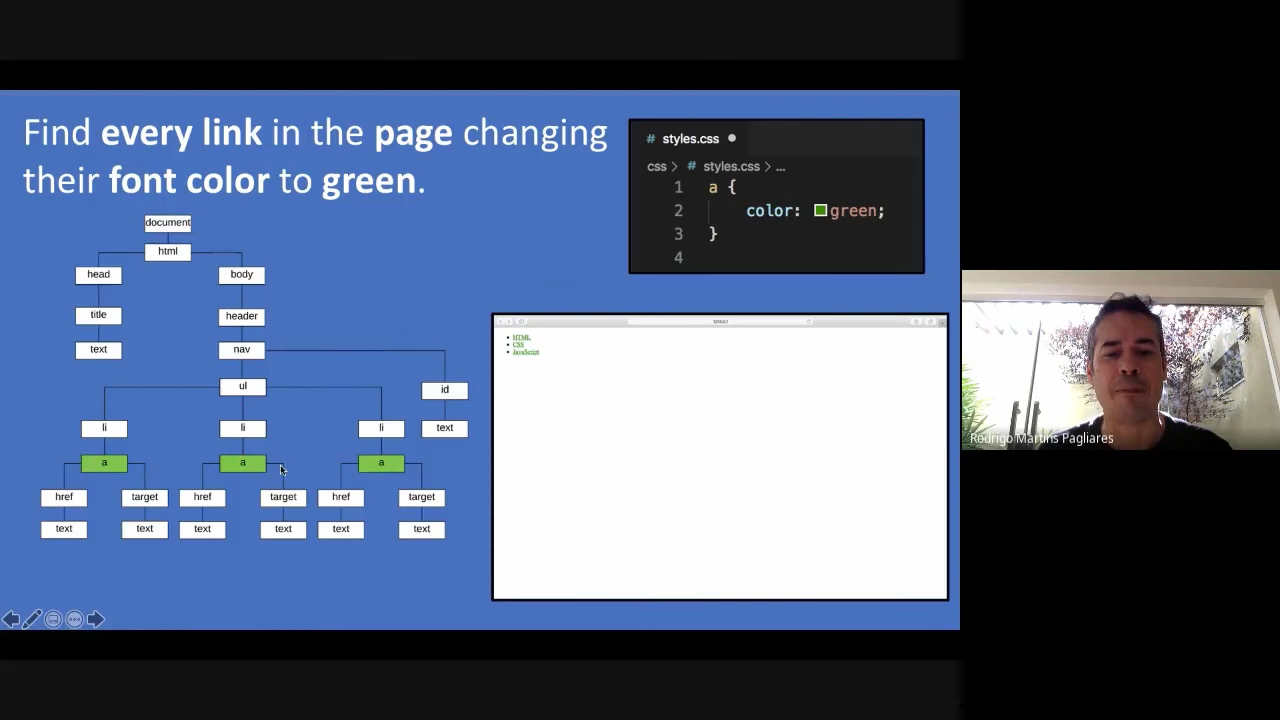 Find every link in the page changing
their font color to green.
# styles.css
css > # styles.css > ...
1 a {
2 color: green;
3 }
4
document
html
head body
title header
text nav
ul id
li li li text
a a a
href target href target href target
text text text text text text
HTML
CSS
JavaScript
Rodrigo Martins Pagliares